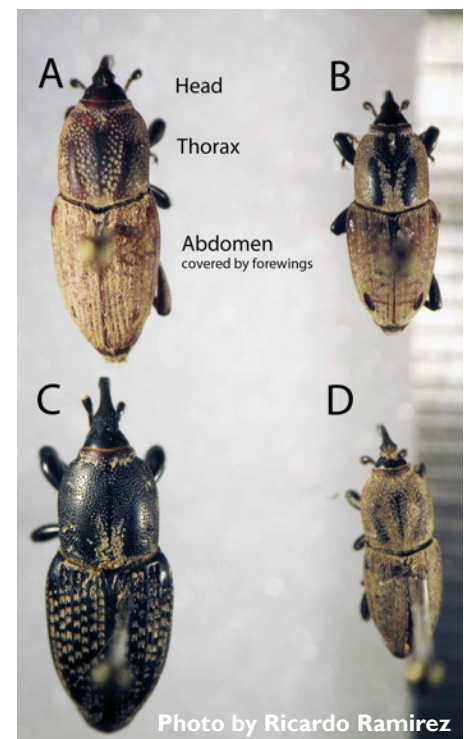 A
Head
B
Thorax
Abdomen
covered by forewings
C
D
Photo by Ricardo Ramirez